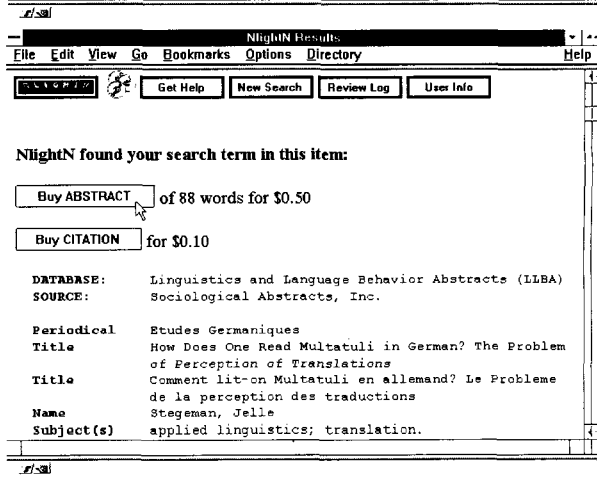 NlightN Results
File Edit View Go Bookmarks Options Directory Help
NLIGHTN Get Help New Search Review Log User Info
NlightN found your search term in this item:
Buy ABSTRACT of 88 words for $0.50
Buy CITATION for $0.10
DATABASE: Linguistics and Language Behavior Abstracts (LLBA)
SOURCE: Sociological Abstracts, Inc.
Periodical Etudes Germaniques
Title How Does One Read Multatuli in German? The Problem
of Perception of Translations
Title Comment lit-on Multatuli en allemand? Le Probleme
de la perception des traductions
Name Stegeman, Jelle
Subject(s) applied linguistics; translation.